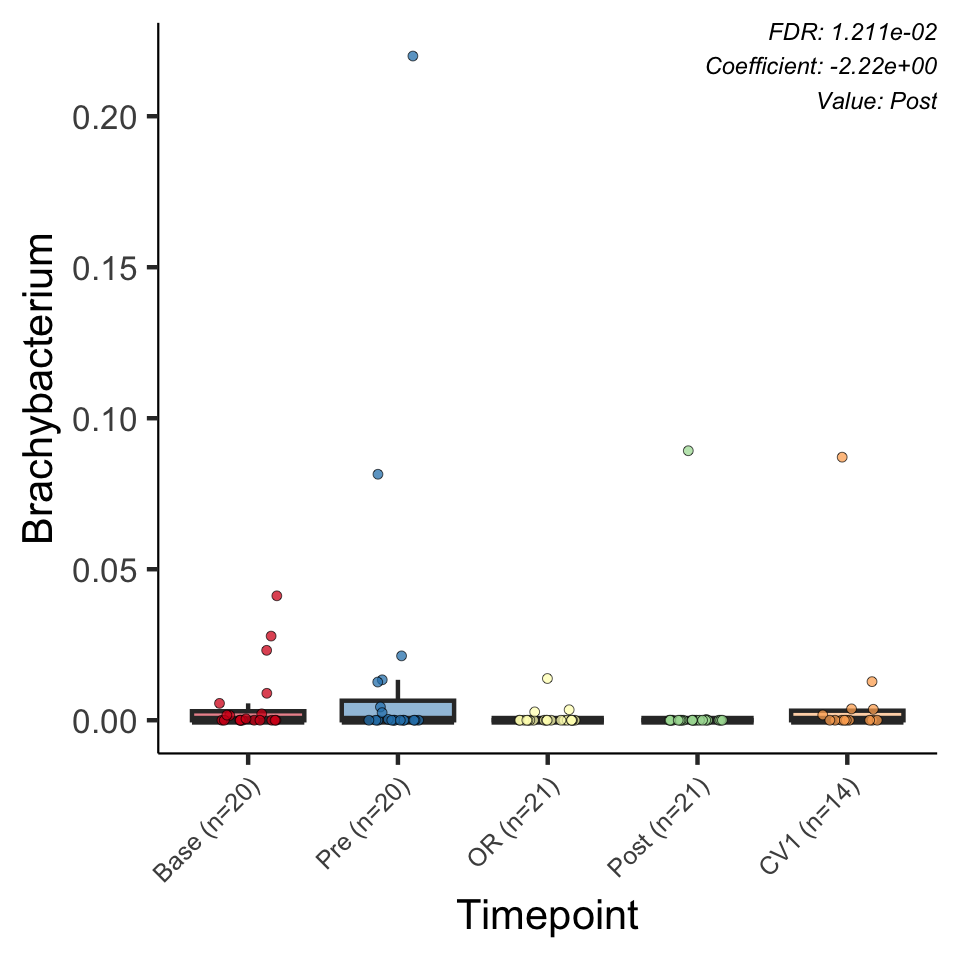 FDR: 1.211e-02
Coefficient: -2.22e+00
Value: Post
Brachybacterium
0.20
0.15
0.10
0.05
0.00
Base (n=20)
Pre (n=20)
OR (n=21)
Post (n=21)
CV1 (n=14)
Timepoint